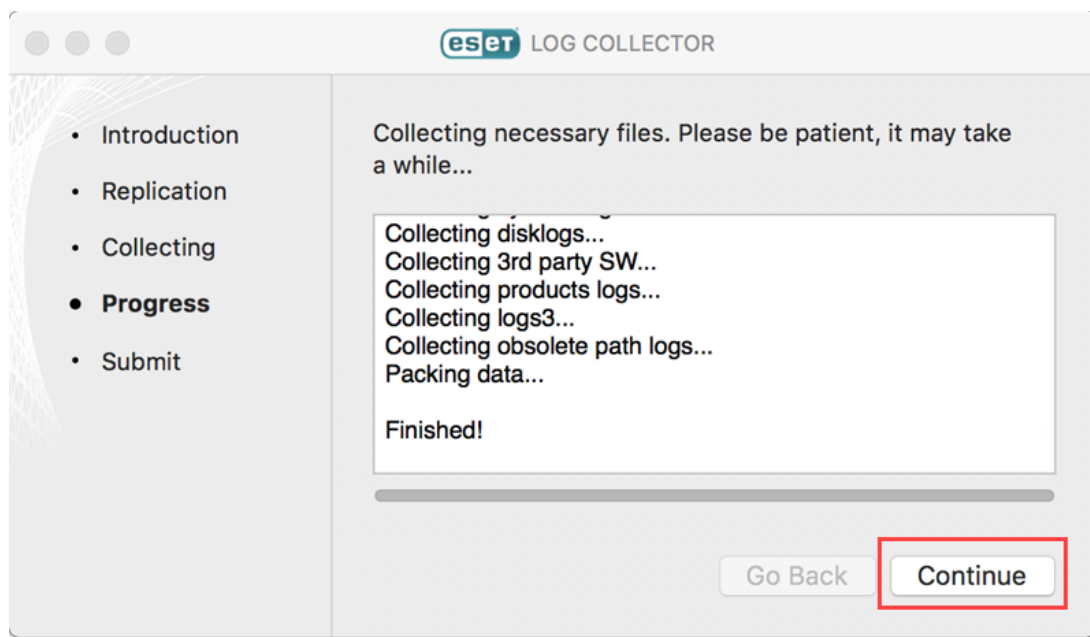 eset LOG COLLECTOR
Introduction
Replication
Collecting
Progress
Submit
Collecting necessary files. Please be patient, it may take
a while...
Collecting disklogs...
Collecting 3rd party SW...
Collecting products logs...
Collecting logs3...
Collecting obsolete path logs...
Packing data...
Finished!
Go Back
Continue